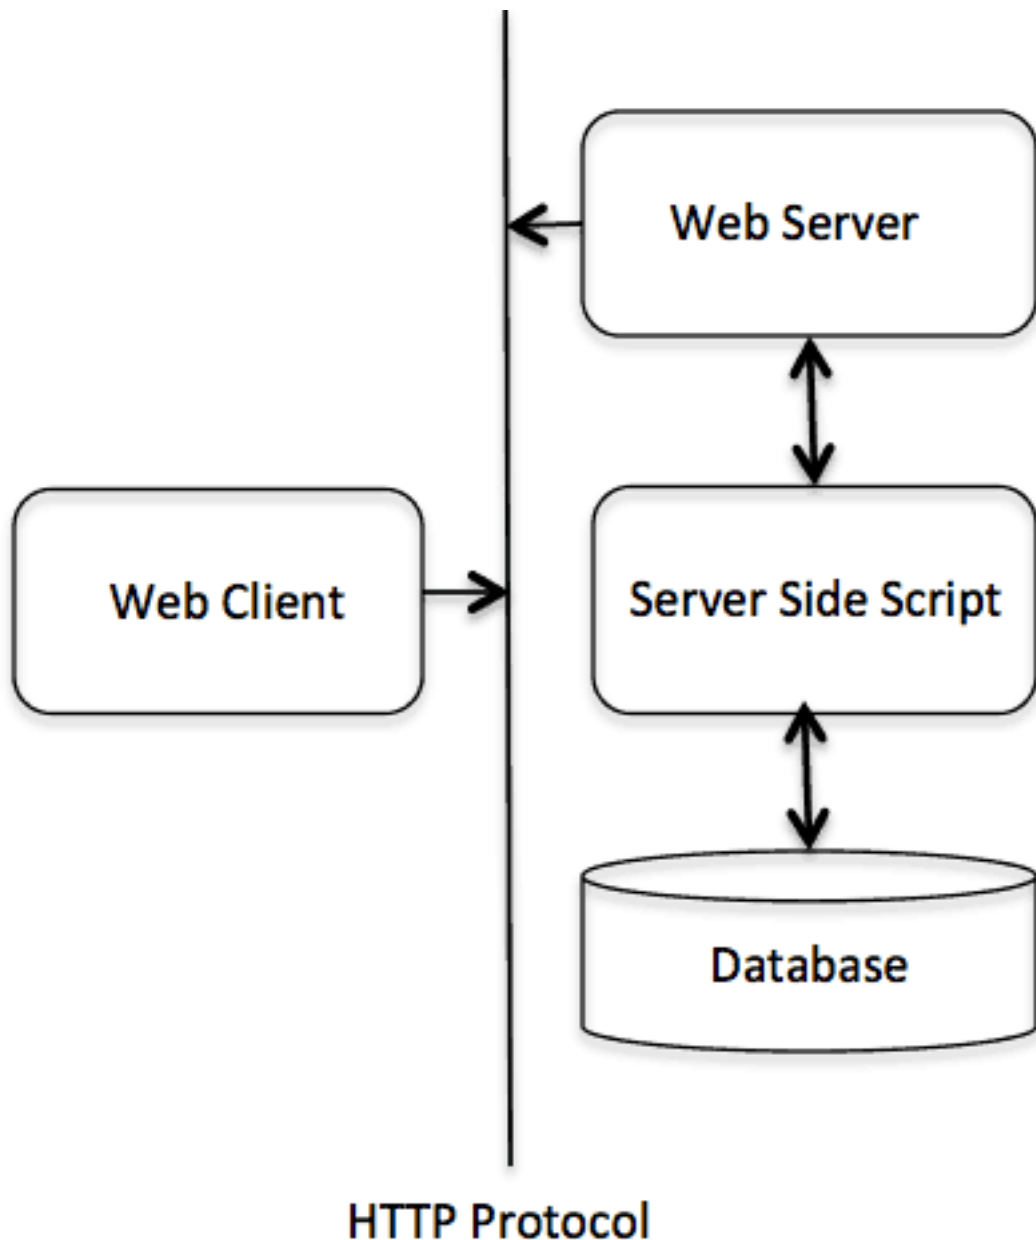 Web Server
Web Client
Server Side Script
Database
HTTP Protocol